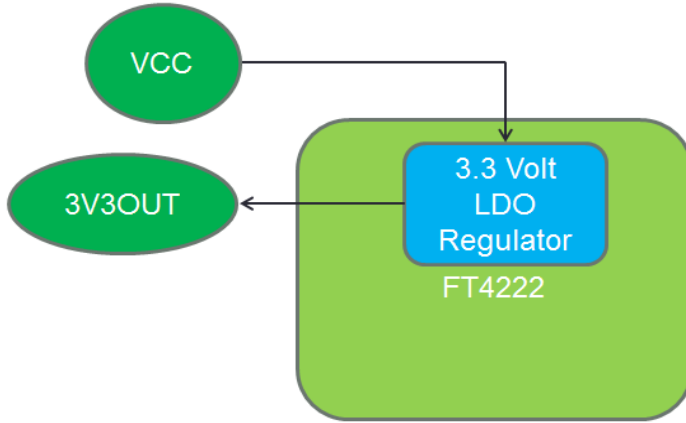 VCC
3V3OUT
3.3 Volt
LDO
Regulator
FT4222